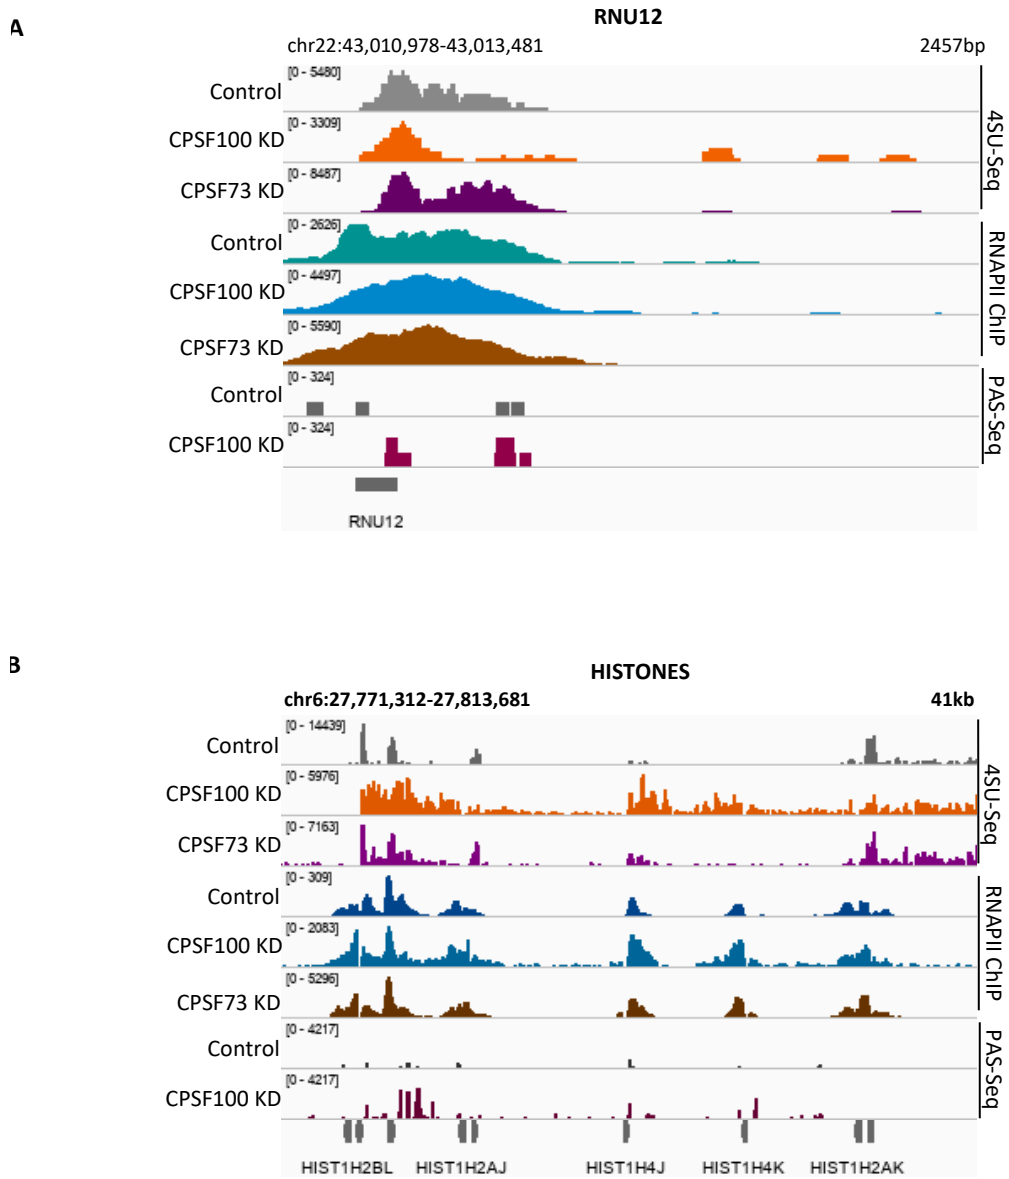 A
RNU12
chr22:43,010,978-43,013,481 2457bp
Control [0 - 5480]
CPSF100 KD [0 - 3309]
CPSF73 KD [0 - 8487]
4SU-Seq
Control [0 - 2626]
CPSF100 KD [0 - 4497]
CPSF73 KD [0 - 5590]
RNAPII ChIP
Control [0 - 324]
CPSF100 KD [0 - 324]
PAS-Seq
RNU12
B
HISTONES
chr6:27,771,312-27,813,681 41kb
Control [0 - 14439]
CPSF100 KD [0 - 5976]
CPSF73 KD [0 - 7163]
4SU-Seq
Control [0 - 309]
CPSF100 KD [0 - 2083]
CPSF73 KD [0 - 5296]
RNAPII ChIP
Control [0 - 4217]
CPSF100 KD [0 - 4217]
PAS-Seq
HIST1H2BL HIST1H2AJ HIST1H4J HIST1H4K HIST1H2AK